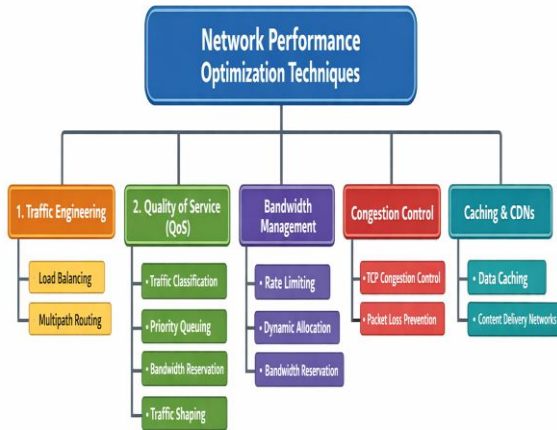 Network Performance
Optimization Techniques
1. Traffic Engineering
Load Balancing
Multipath Routing
2. Quality of Service
(QoS)
• Traffic Classification
• Priority Queuing
• Bandwidth Reservation
• Traffic Shaping
Bandwidth
Management
• Rate Limiting
• Dynamic Allocation
• Bandwidth Reservation
Congestion Control
• TCP Congestion Control
• Packet Loss Prevention
Caching & CDNs
• Data Caching
• Content Delivery Networks